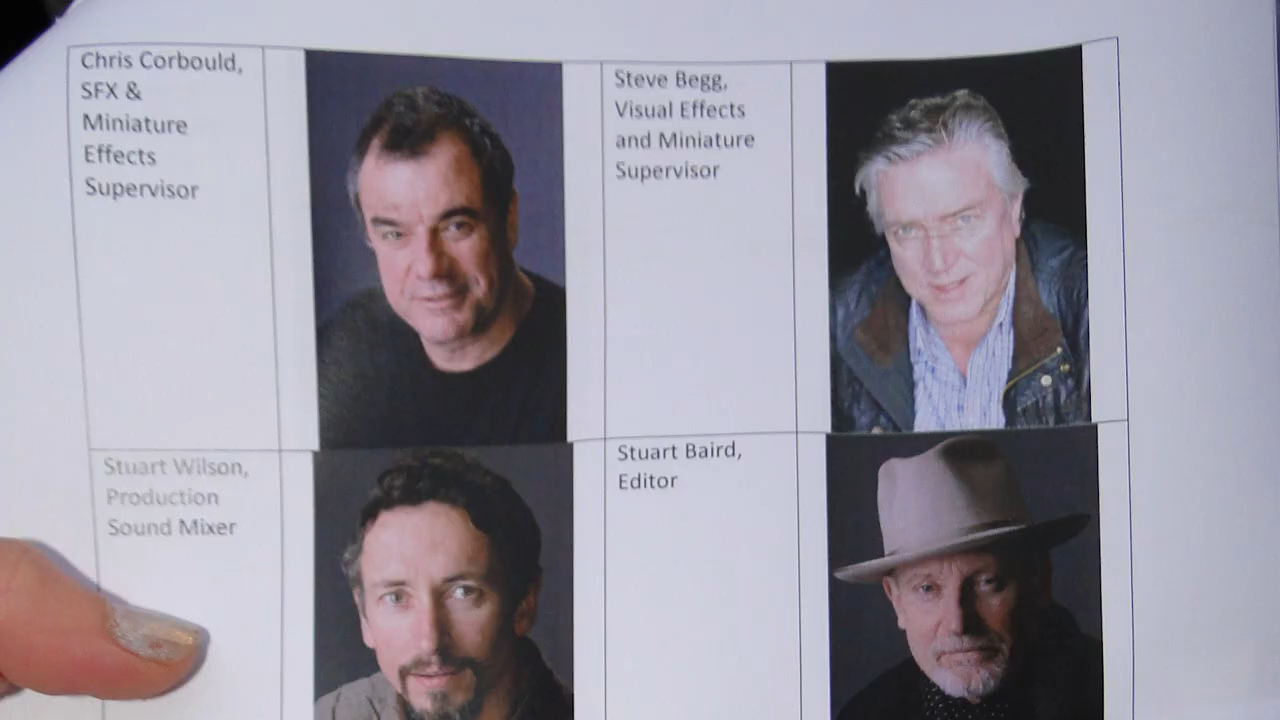 Chris Corbould,
SFX &
Miniature
Effects
Supervisor
Steve Begg,
Visual Effects
and Miniature
Supervisor
Stuart Wilson,
Production
Sound Mixer
Stuart Baird,
Editor